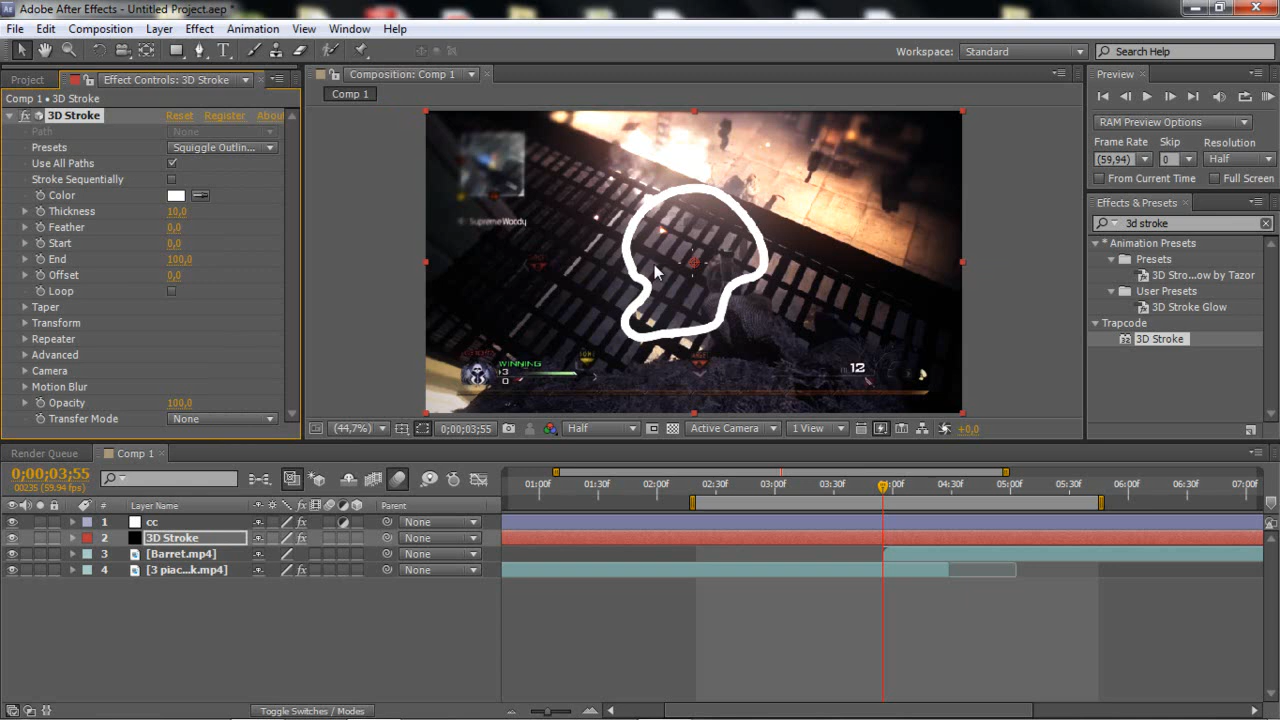 Adobe After Effects - Untitled Project.aep *
File Edit Composition Layer Effect Animation View Window Help
Workspace: Standard Search Help
Project Effect Controls: 3D Stroke
Comp 1 • 3D Stroke
fx 3D Stroke Reset Register Abou
Path None
Presets Squiggle Outlin...
Use All Paths
Stroke Sequentially
Color
Thickness 10,0
Feather 0,0
Start 0,0
End 100,0
Offset 0,0
Loop
Taper
Transform
Repeater
Advanced
Camera
Motion Blur
Opacity 100,0
Transfer Mode None
Composition: Comp 1
Comp 1
Supreme Woody
WINNING
3
0
12
(44,7%) 0;00;03;55 Half Active Camera 1 View +0,0
Preview
RAM Preview Options
Frame Rate Skip Resolution
(59,94) 0 Half
From Current Time Full Screen
Effects & Presets
3d stroke
* Animation Presets
Presets
3D Stro...ow by Tazor
User Presets
3D Stroke Glow
Trapcode
3D Stroke
Render Queue Comp 1
0;00;03;55
00235 (59.94 fps)
01:00f 01:30f 02:00f 02:30f 03:00f 03:30f 04:00f 04:30f 05:00f 05:30f 06:00f 06:30f 07:00f
# Layer Name Parent
1 cc None
2 3D Stroke None
3 [Barret.mp4] None
4 [3 piac...k.mp4] None
Toggle Switches / Modes